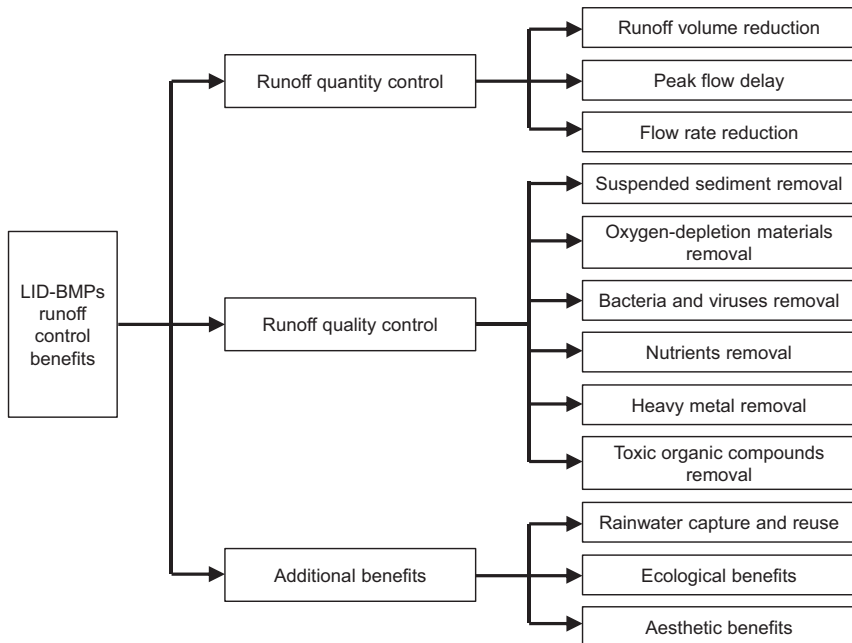 LID-BMPs
runoff
control
benefits
Runoff quantity control
Runoff volume reduction
Peak flow delay
Flow rate reduction
Runoff quality control
Suspended sediment removal
Oxygen-depletion materials
removal
Bacteria and viruses removal
Nutrients removal
Heavy metal removal
Toxic organic compounds
removal
Additional benefits
Rainwater capture and reuse
Ecological benefits
Aesthetic benefits